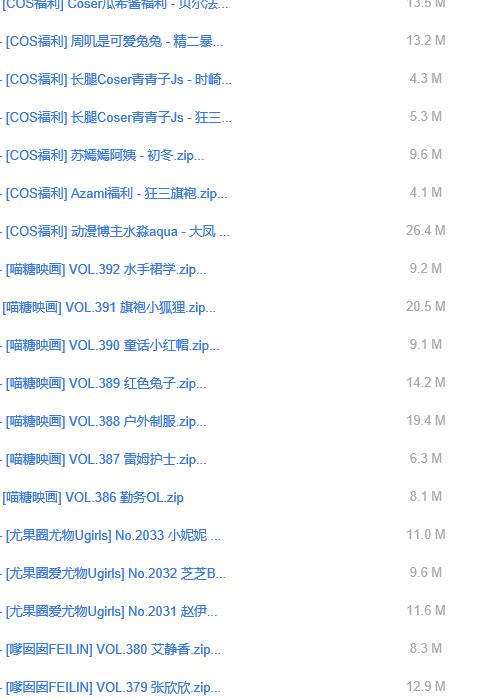 [COS福利] Coser瓜希酱福利 - 贝尔法...
13.5 M
- [COS福利] 周叽是可爱兔兔 - 精二暴...
13.2 M
- [COS福利] 长腿Coser青青子Js - 时崎...
4.3 M
- [COS福利] 长腿Coser青青子Js - 狂三...
5.3 M
- [COS福利] 苏嫣嫣阿姨 - 初冬.zip...
9.6 M
- [COS福利] Azami福利 - 狂三旗袍.zip...
4.1 M
- [COS福利] 动漫博主水淼aqua - 大凤 ...
26.4 M
- [喵糖映画] VOL.392 水手裙学.zip...
9.2 M
[喵糖映画] VOL.391 旗袍小狐狸.zip...
20.5 M
- [喵糖映画] VOL.390 童话小红帽.zip...
9.1 M
- [喵糖映画] VOL.389 红色兔子.zip...
14.2 M
- [喵糖映画] VOL.388 户外制服.zip...
19.4 M
- [喵糖映画] VOL.387 雷姆护士.zip...
6.3 M
[喵糖映画] VOL.386 勤务OL.zip
8.1 M
- [尤果圈尤物Ugirls] No.2033 小妮妮 ...
11.0 M
- [尤果圈爱尤物Ugirls] No.2032 芝芝B...
9.6 M
- [尤果圈爱尤物Ugirls] No.2031 赵伊...
11.6 M
- [嗲囡囡FEILIN] VOL.380 艾静香.zip...
8.3 M
- [嗲囡囡FEILIN] VOL.379 张欣欣.zip...
12.9 M